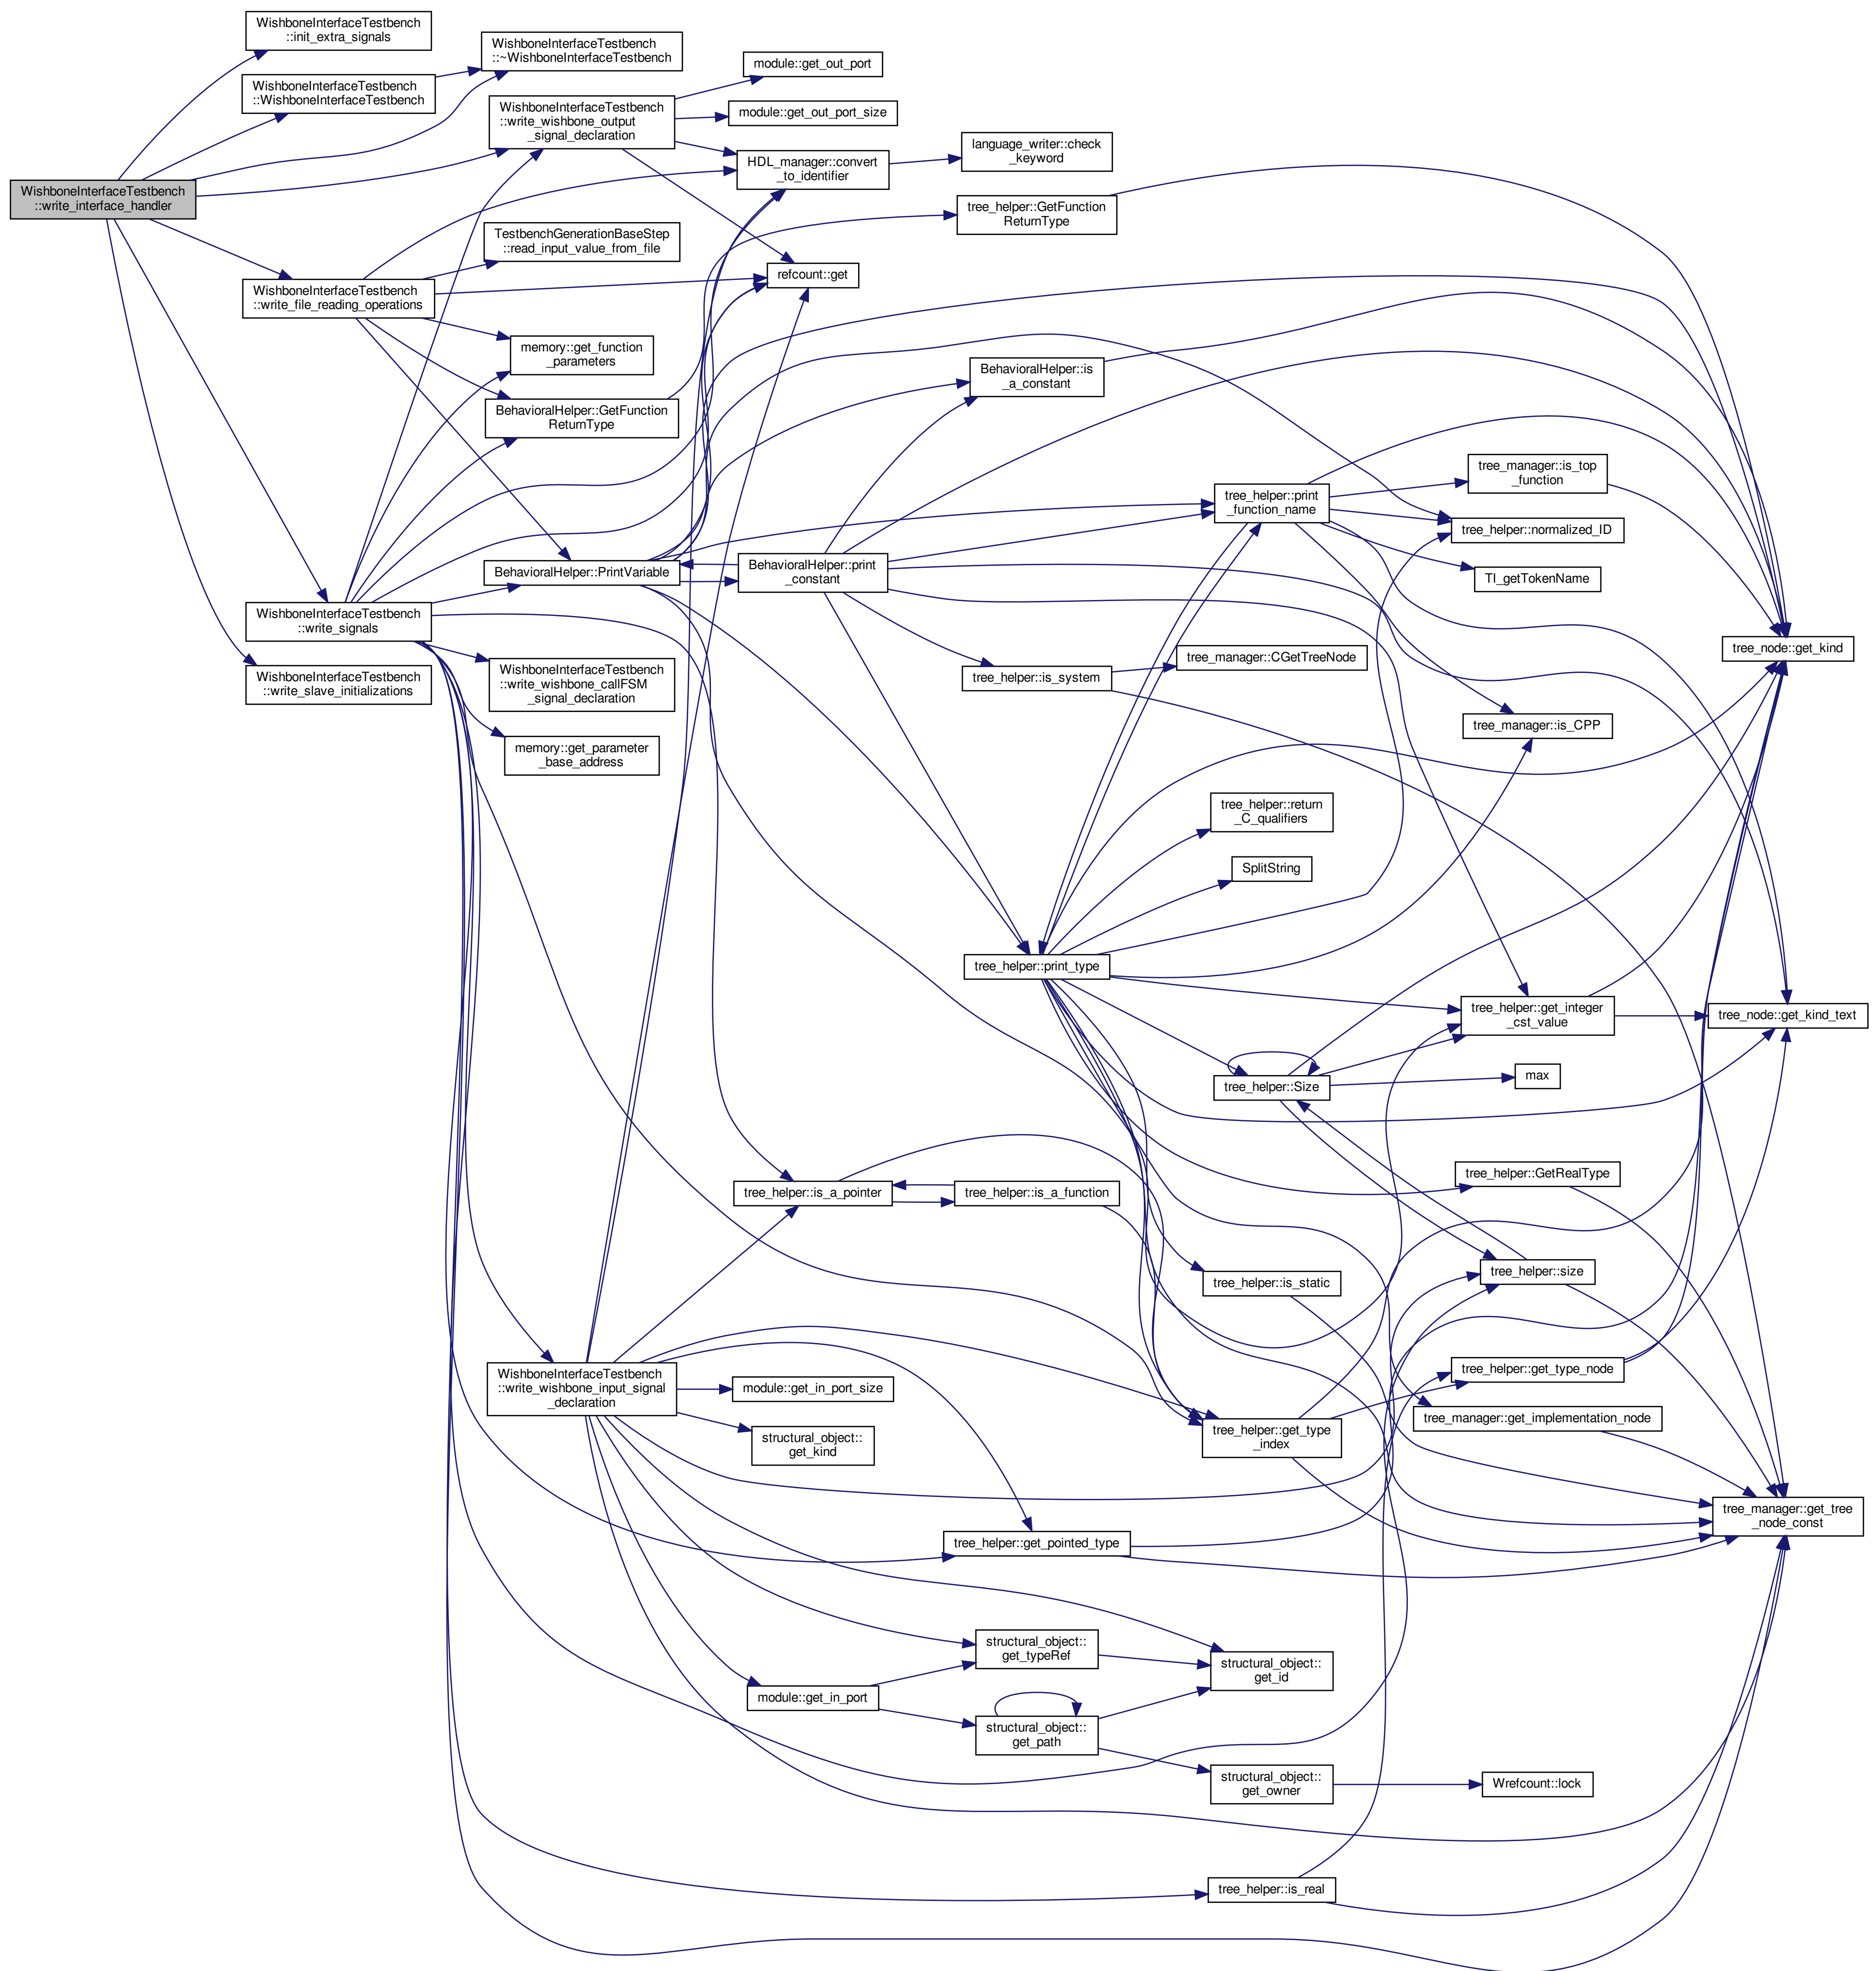 WishboneInterfaceTestbench
::write_interface_handler
WishboneInterfaceTestbench
::init_extra_signals
WishboneInterfaceTestbench
::WishboneInterfaceTestbench
WishboneInterfaceTestbench
::~WishboneInterfaceTestbench
WishboneInterfaceTestbench
::write_wishbone_output
_signal_declaration
WishboneInterfaceTestbench
::write_file_reading_operations
WishboneInterfaceTestbench
::write_signals
WishboneInterfaceTestbench
::write_slave_initializations
TestbenchGenerationBaseStep
::read_input_value_from_file
memory::get_function
_parameters
BehavioralHelper::GetFunction
ReturnType
BehavioralHelper::PrintVariable
WishboneInterfaceTestbench
::write_wishbone_callFSM
_signal_declaration
memory::get_parameter
_base_address
WishboneInterfaceTestbench
::write_wishbone_input_signal
_declaration
module::get_out_port
module::get_out_port_size
HDL_manager::convert
_to_identifier
refcount::get
BehavioralHelper::print
_constant
tree_helper::is_a_pointer
module::get_in_port_size
structural_object::
get_kind
module::get_in_port
language_writer::check
_keyword
tree_helper::GetFunction
ReturnType
BehavioralHelper::is
_a_constant
tree_helper::is_system
tree_helper::print_type
tree_helper::is_a_function
tree_helper::get_pointed_type
structural_object::
get_typeRef
structural_object::
get_path
tree_helper::print
_function_name
tree_manager::CGetTreeNode
tree_helper::return
_C_qualifiers
SplitString
tree_helper::Size
tree_helper::is_static
tree_helper::get_type
_index
structural_object::
get_id
structural_object::
get_owner
tree_helper::is_real
tree_manager::is_top
_function
tree_helper::normalized_ID
TI_getTokenName
tree_manager::is_CPP
tree_helper::get_integer
_cst_value
max
tree_helper::GetRealType
tree_helper::size
tree_helper::get_type_node
tree_manager::get_implementation_node
Wrefcount::lock
tree_node::get_kind
tree_node::get_kind_text
tree_manager::get_tree
_node_const